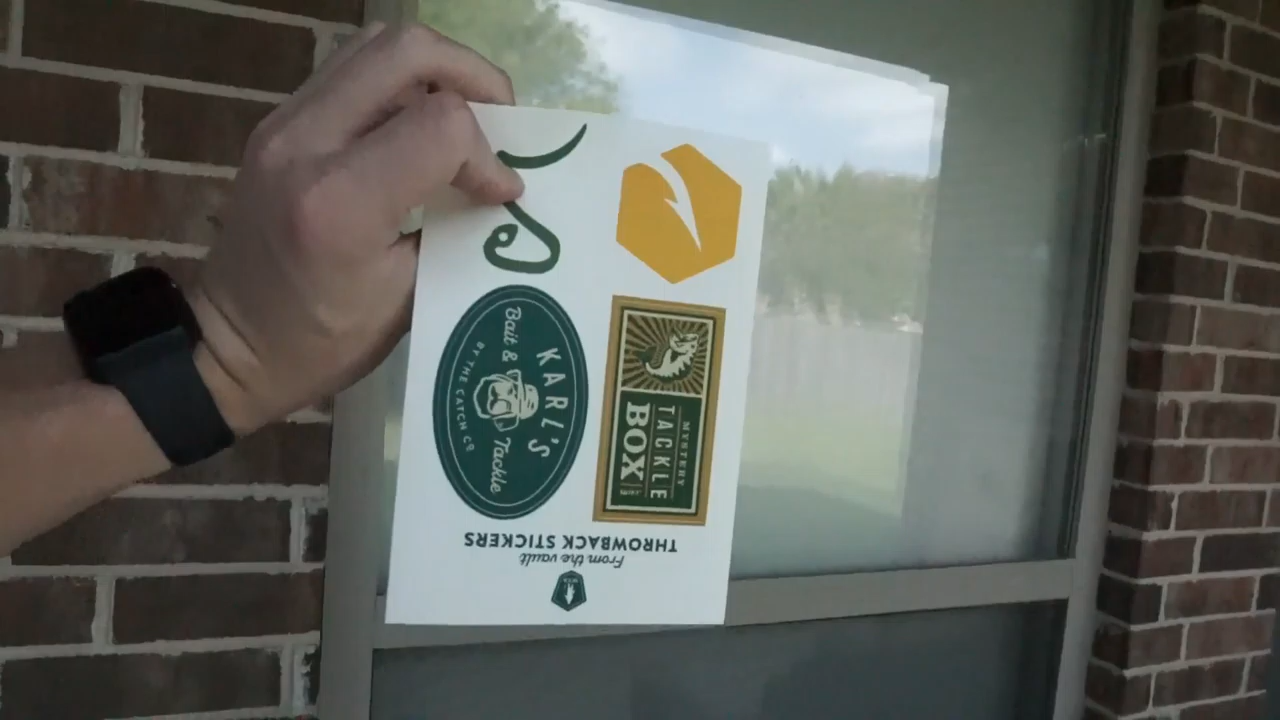 From the vault
THROWBACK STICKERS
KARL'S
Bait & Tackle
BY THE CATCH CO
MYSTERY
TACKLE
BOX